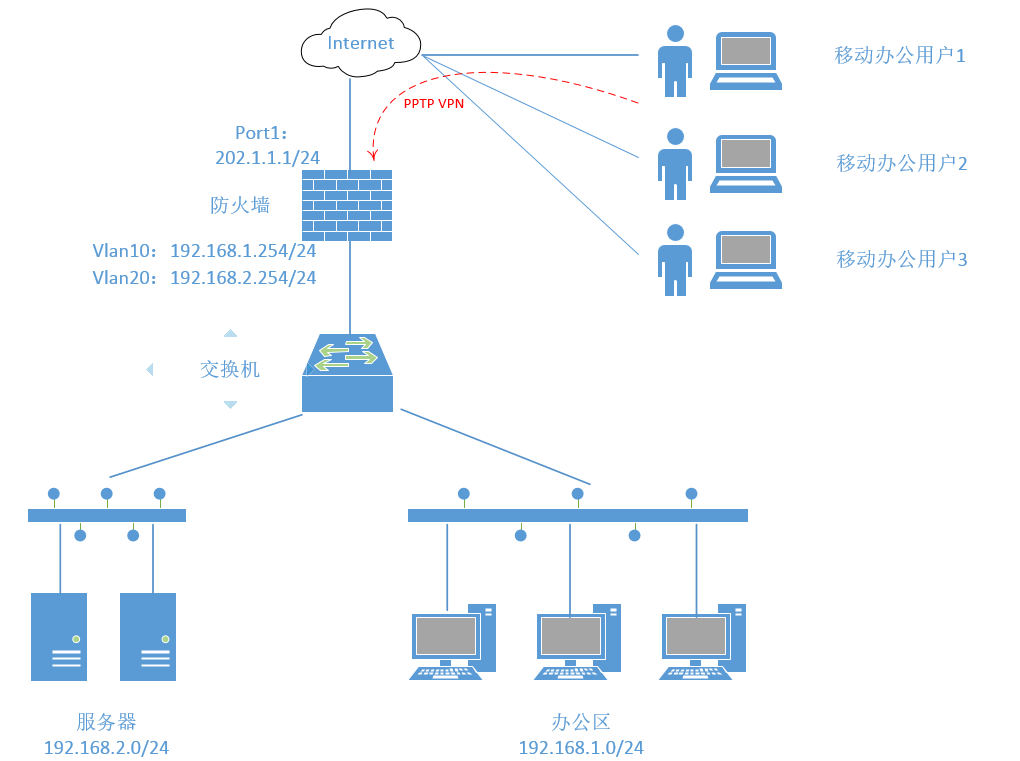 Internet
移动办公用户1
PPTP VPN
Port1：
202.1.1.1/24
移动办公用户2
防火墙
Vlan10：192.168.1.254/24
移动办公用户3
Vlan20：192.168.2.254/24
交换机
服务器
192.168.2.0/24
办公区
192.168.1.0/24